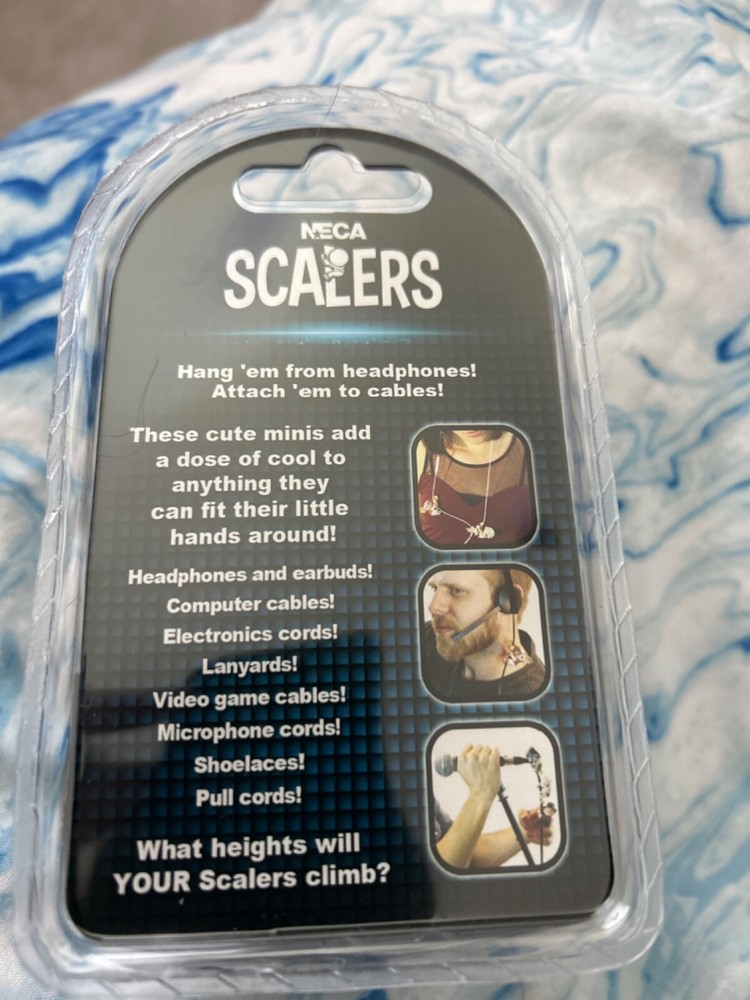 NECA
SCALERS
Hang 'em from headphones!
Attach 'em to cables!
These cute minis add
a dose of cool to
anything they
can fit their little
hands around!
Headphones and earbuds!
Computer cables!
Electronics cords!
Lanyards!
Video game cables!
Microphone cords!
Shoelaces!
Pull cords!
What heights will
YOUR Scalers climb?